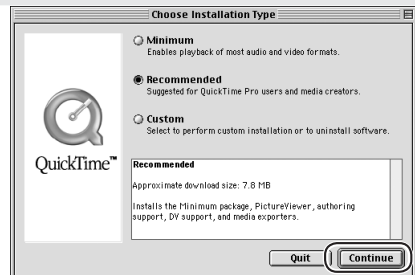 Choose Installation Type
Minimum
Enables playback of most audio and video formats.
Recommended
Suggested for QuickTime Pro users and media creators.
Custom
Select to perform custom installation or to uninstall software.
QuickTime™
Recommended
Approximate download size: 7.8 MB
Installs the Minimum package, PictureViewer, authoring
support, DV support, and media exporters.
Quit
Continue